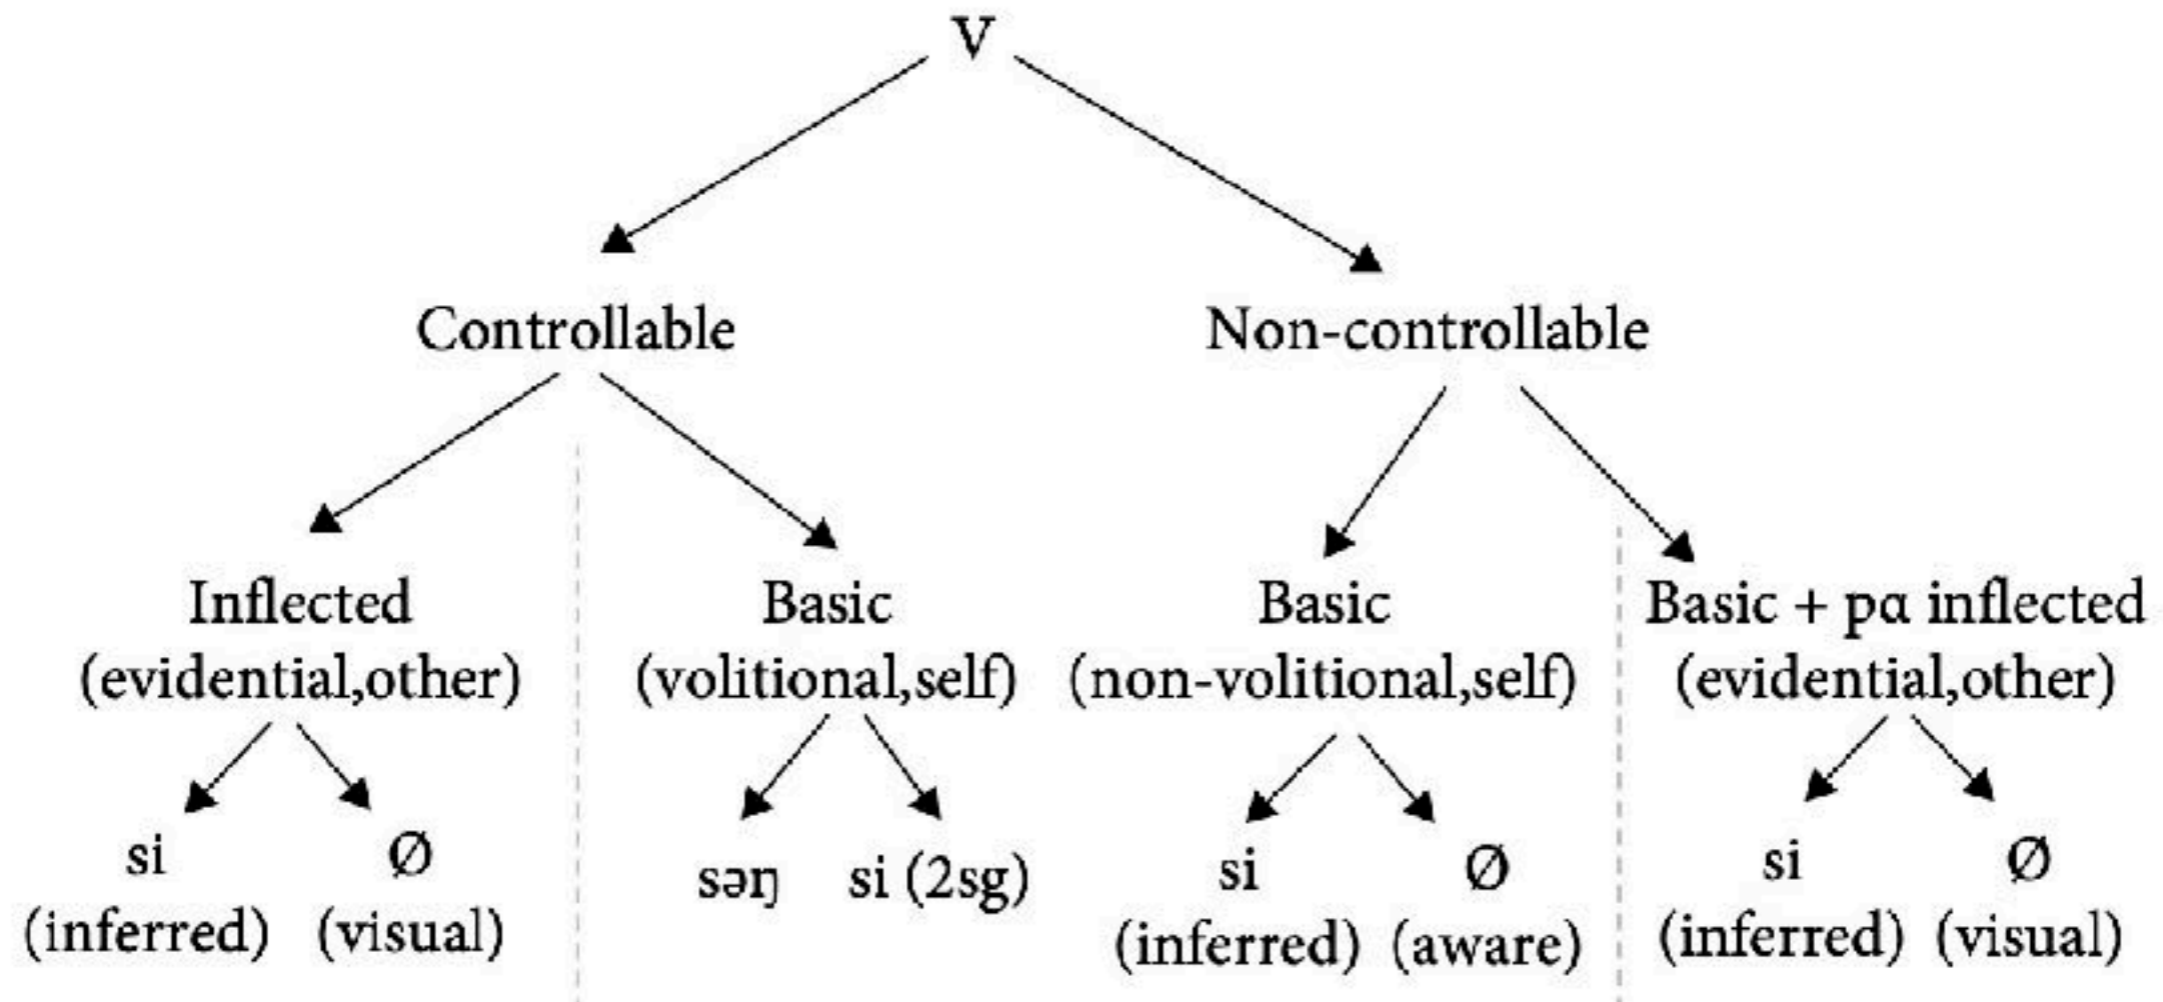 V
Controllable
Non-controllable
Inflected
(evidential,other)
Basic
(volitional,self)
Basic
(non-volitional,self)
Basic + pɑ inflected
(evidential,other)
si
(inferred)
Ø
(visual)
səŋ
si (2sg)
si
(inferred)
Ø
(aware)
si
(inferred)
Ø
(visual)